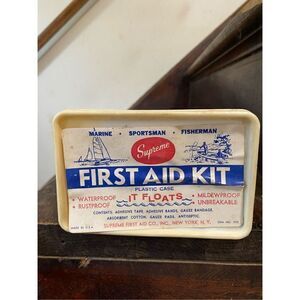 MARINE • SPORTSMAN • FISHERMAN
Supreme
FIRST AID KIT
PLASTIC CASE
IT FLOATS
• WATERPROOF
• RUSTPROOF
• MILDEWPROOF
UNBREAKABLE
CONTENTS: ADHESIVE TAPE, ADHESIVE BANDS, GAUZE BANDAGE,
ABSORBENT COTTON, GAUZE PADS, ANTISEPTIC.
SUPREME FIRST AID CO., INC., NEW YORK, N. Y.
MADE IN U.S.A.